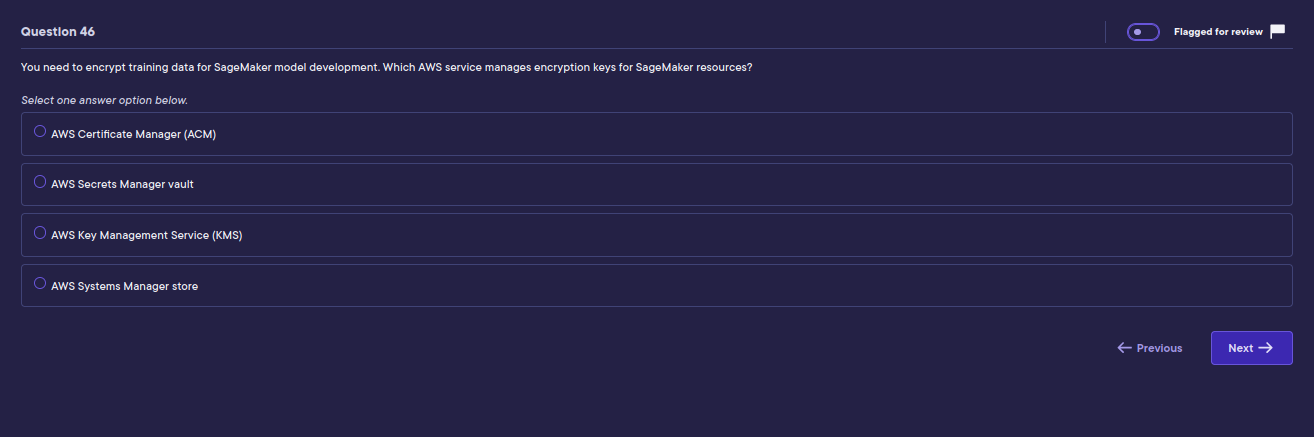 Question 46
Flagged for review
You need to encrypt training data for SageMaker model development. Which AWS service manages encryption keys for SageMaker resources?
Select one answer option below.
AWS Certificate Manager (ACM)
AWS Secrets Manager vault
AWS Key Management Service (KMS)
AWS Systems Manager store
Previous
Next